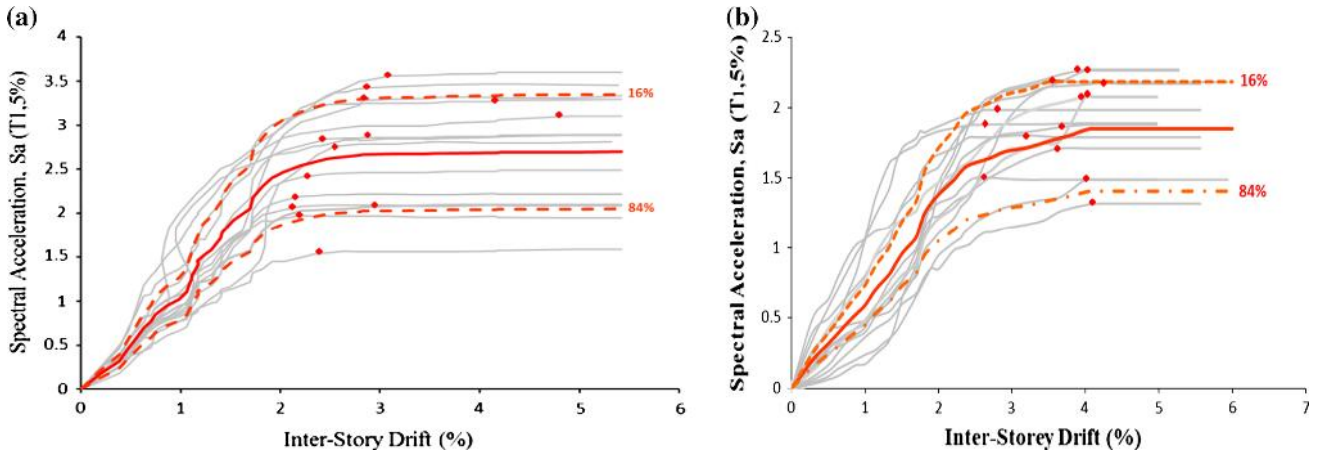 (a)
Spectral Acceleration, Sa (T1,5%)
4
3.5
3
2.5
2
1.5
1
0.5
0
16%
84%
0 1 2 3 4 5 6
Inter-Story Drift (%)
(b)
Spectral Acceleration, Sa (T1,5%)
2.5
2
1.5
1
0.5
0
16%
84%
0 1 2 3 4 5 6 7
Inter-Storey Drift (%)